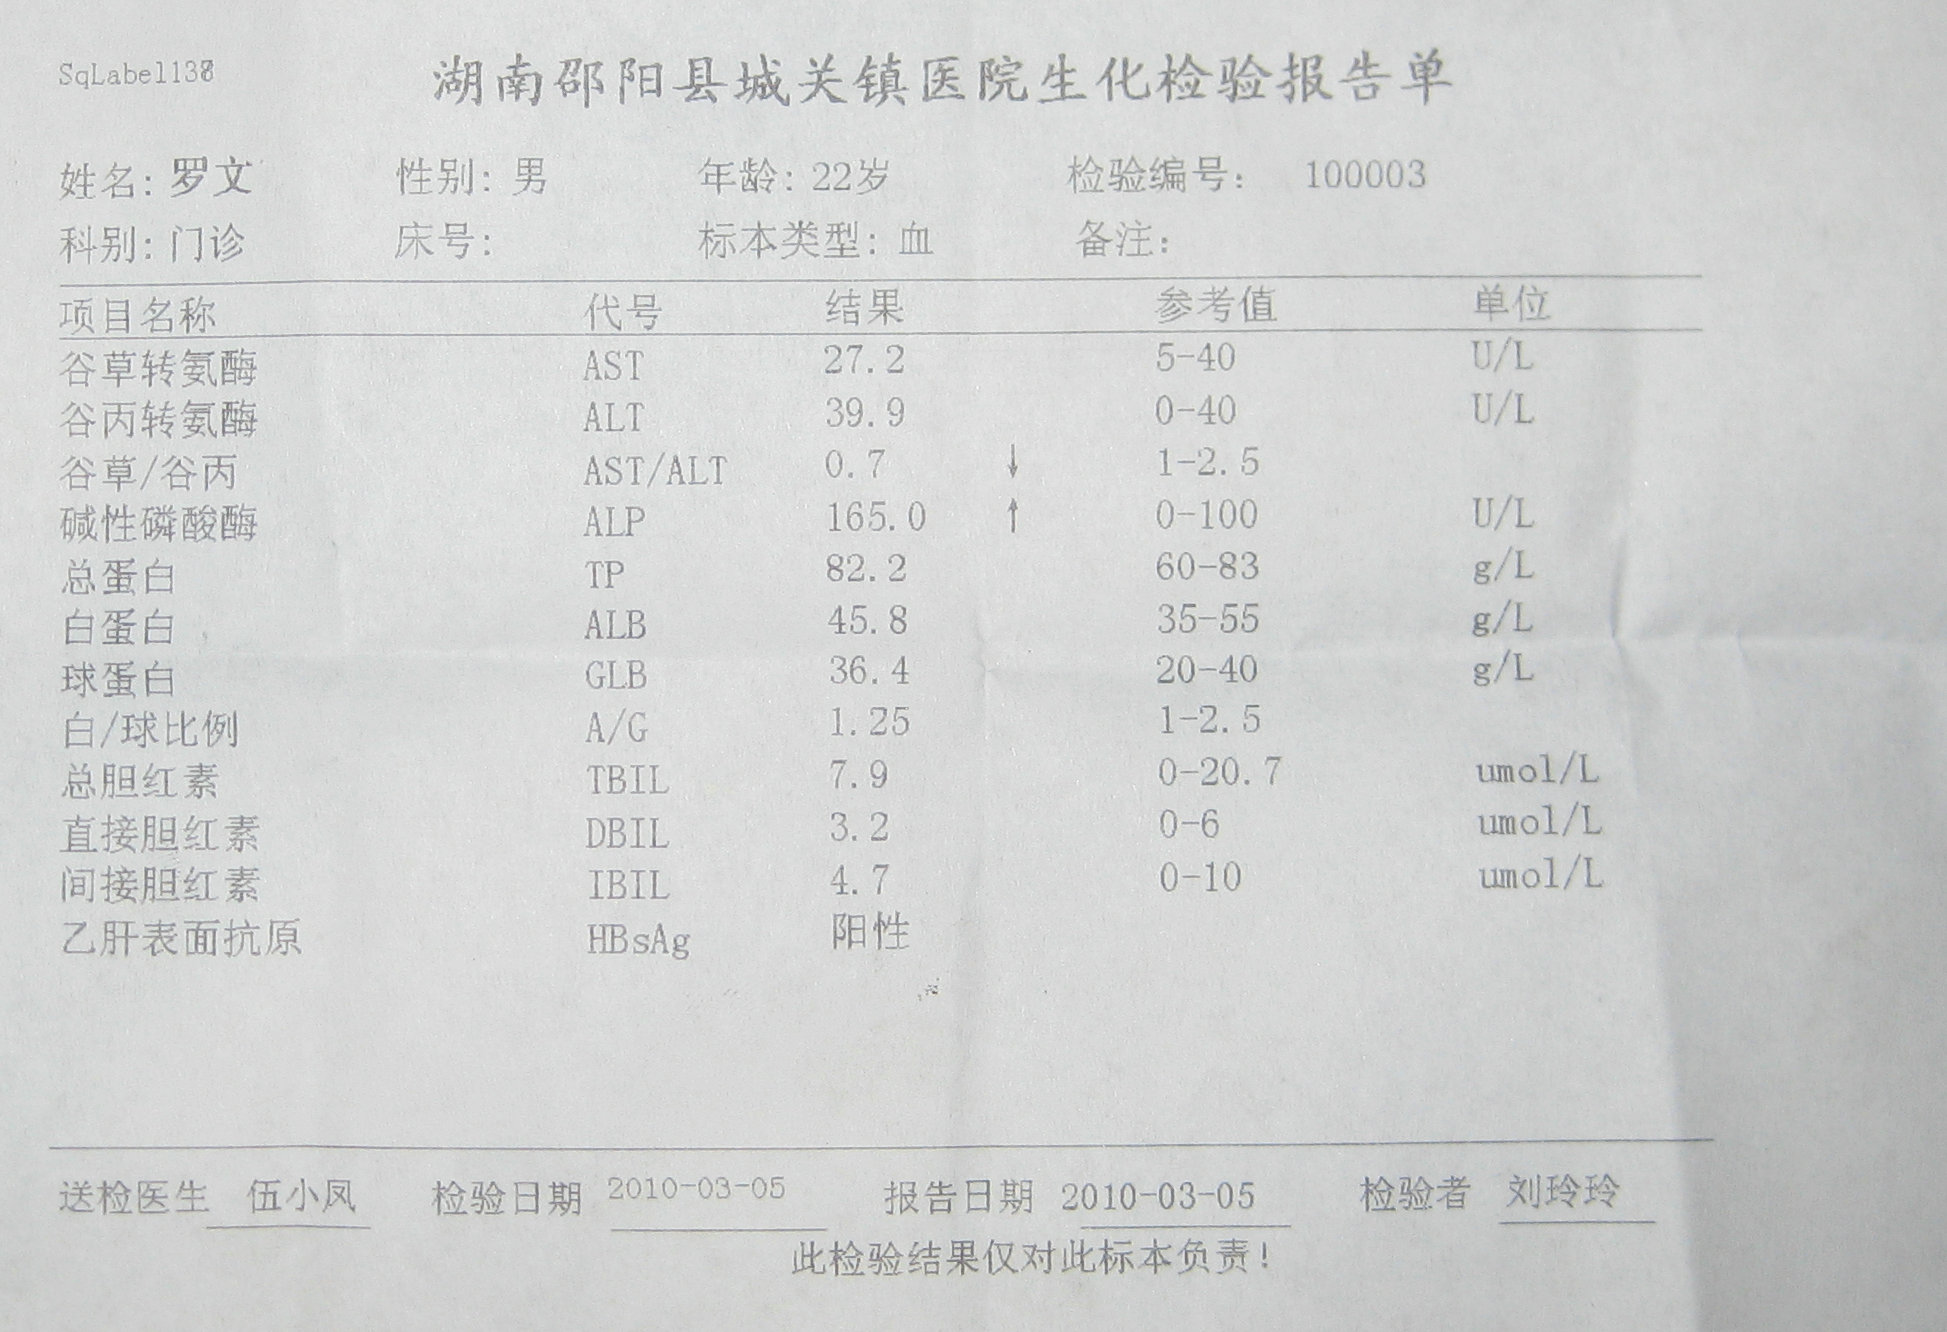 SqLabel138
湖南邵阳县城关镇医院生化检验报告单
姓名: 罗文 性别: 男 年龄: 22岁 检验编号: 100003
科别: 门诊 床号: 标本类型: 血 备注:
项目名称 代号 结果 参考值 单位
谷草转氨酶 AST 27.2 5-40 U/L
谷丙转氨酶 ALT 39.9 0-40 U/L
谷草/谷丙 AST/ALT 0.7 ↓ 1-2.5
碱性磷酸酶 ALP 165.0 ↑ 0-100 U/L
总蛋白 TP 82.2 60-83 g/L
白蛋白 ALB 45.8 35-55 g/L
球蛋白 GLB 36.4 20-40 g/L
白/球比例 A/G 1.25 1-2.5
总胆红素 TBIL 7.9 0-20.7 umol/L
直接胆红素 DBIL 3.2 0-6 umol/L
间接胆红素 IBIL 4.7 0-10 umol/L
乙肝表面抗原 HBsAg 阳性
送检医生 伍小凤 检验日期 2010-03-05 报告日期 2010-03-05 检验者 刘玲玲
此检验结果仅对此标本负责!